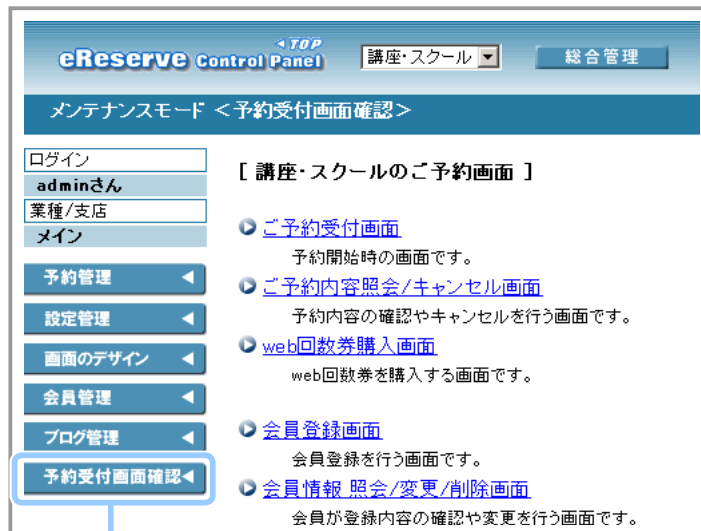 ◀TOP
eReserve Control Panel
講座・スクール
総合管理
メンテナンスモード <予約受付画面確認>
ログイン
adminさん
業種/支店
メイン
予約管理
設定管理
画面のデザイン
会員管理
ブログ管理
予約受付画面確認
[ 講座・スクールのご予約画面 ]
ご予約受付画面
予約開始時の画面です。
ご予約内容照会/キャンセル画面
予約内容の確認やキャンセルを行う画面です。
web回数券購入画面
web回数券を購入する画面です。
会員登録画面
会員登録を行う画面です。
会員情報 照会/変更/削除画面
会員が登録内容の確認や変更を行う画面です。